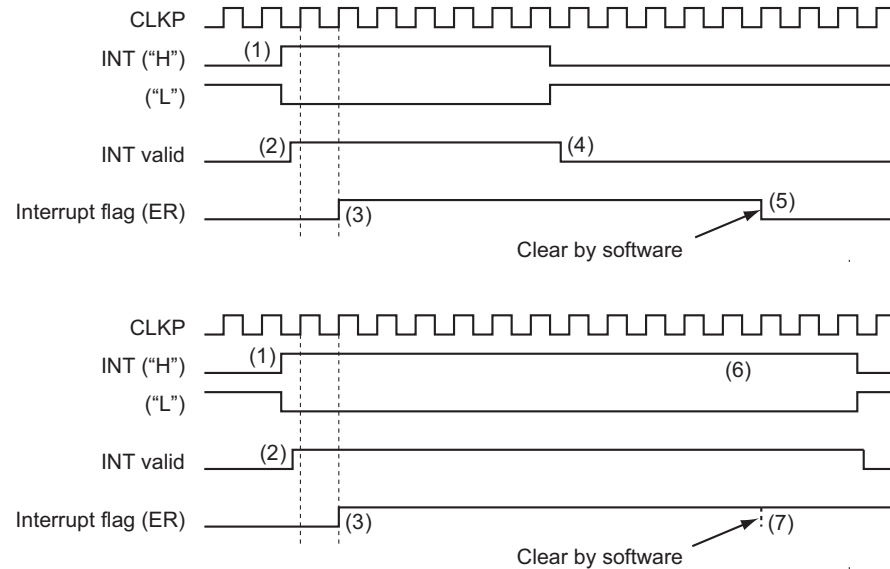 CLKP
INT (“H”) (1)
(“L”)
INT valid (2) (4)
Interrupt flag (ER) (3) (5)
Clear by software
CLKP
INT (“H”) (1) (6)
(“L”)
INT valid (2)
Interrupt flag (ER) (3) (7)
Clear by software